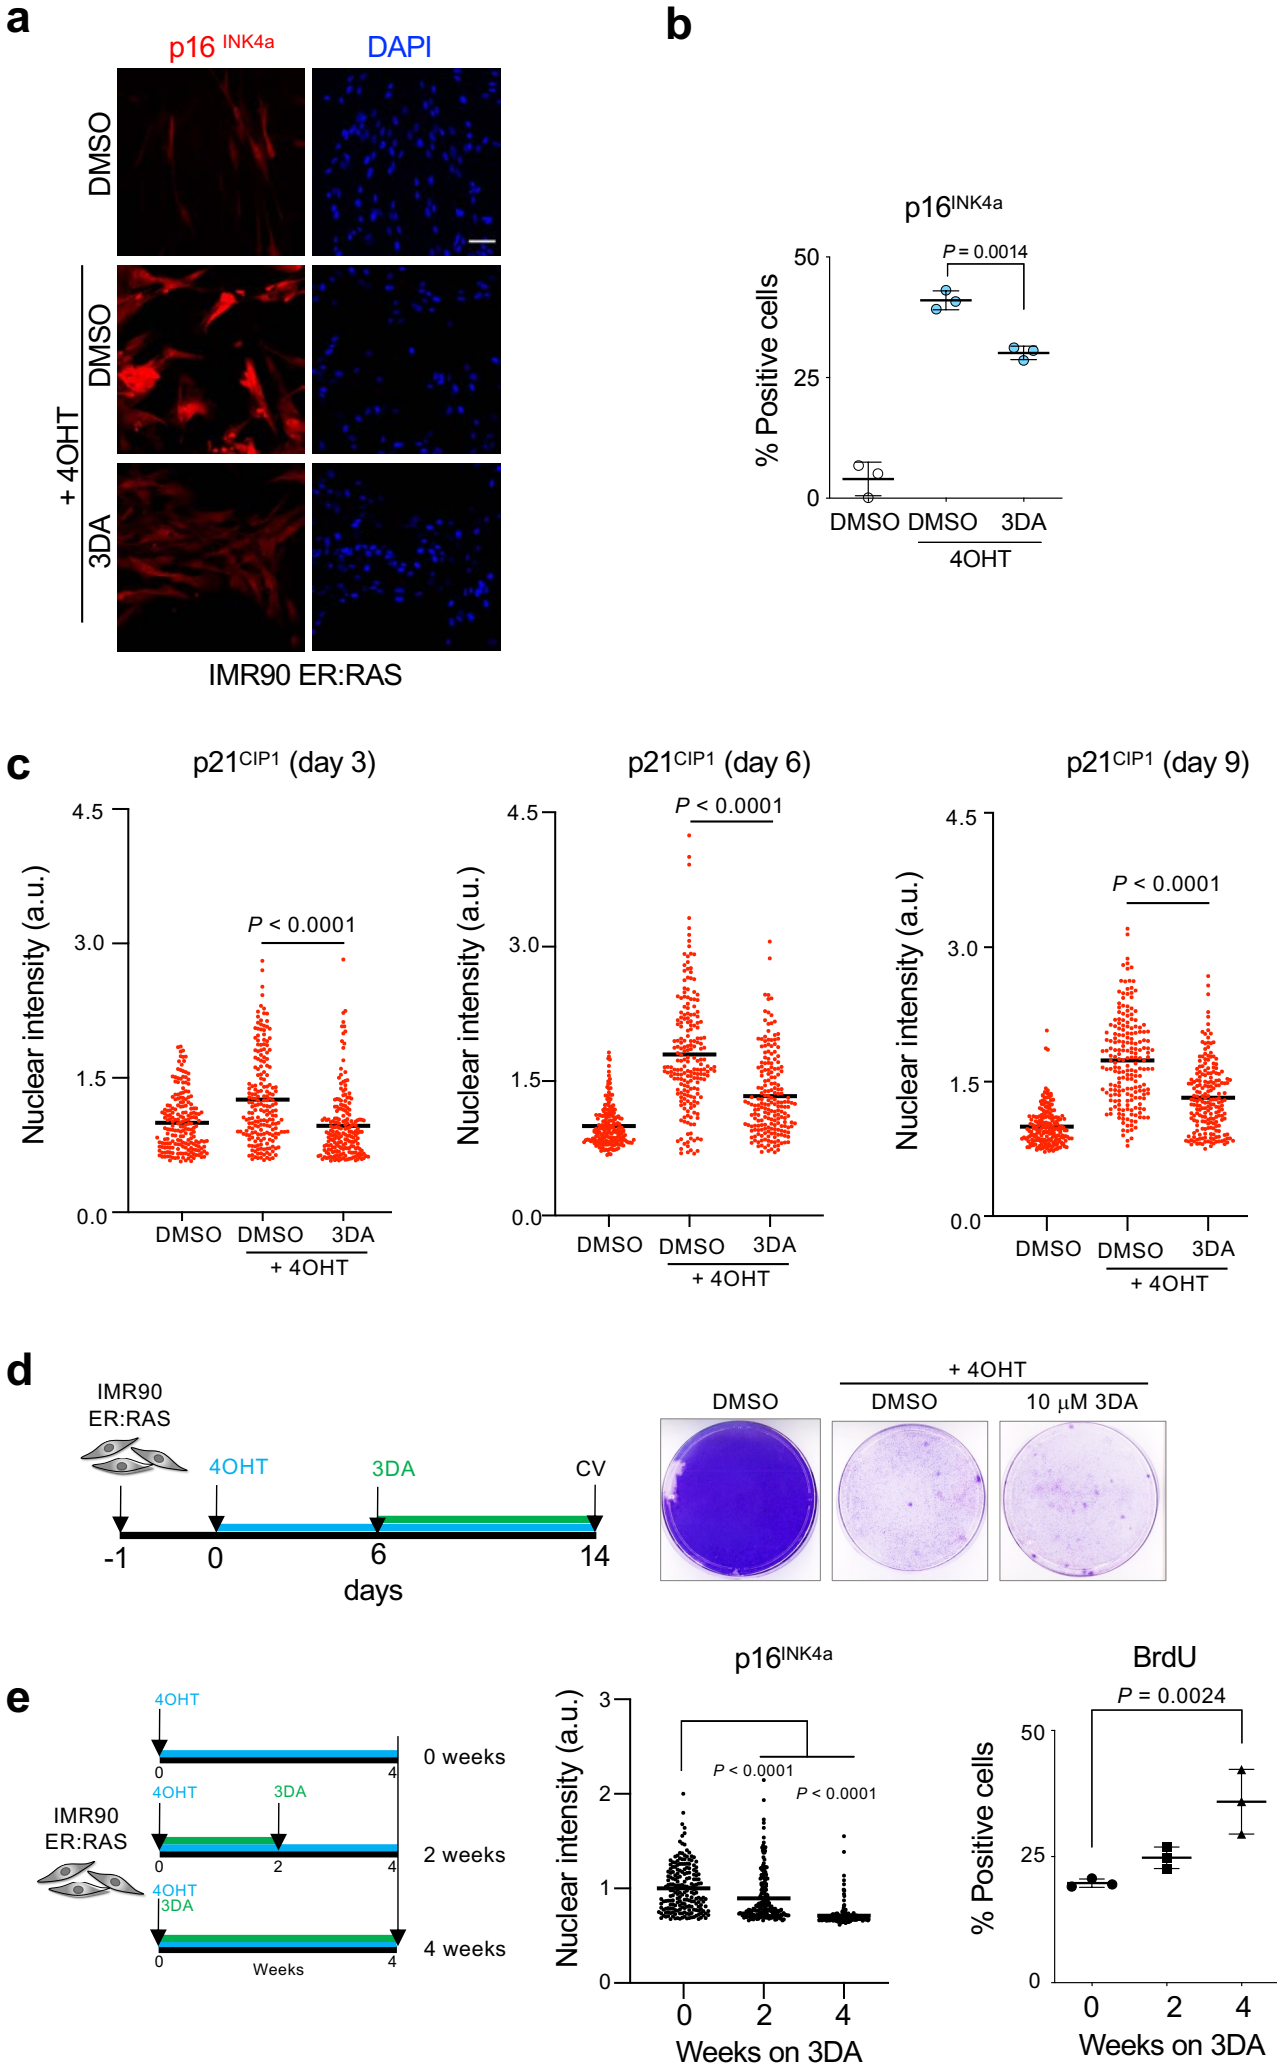 a
p16 INK4a
DAPI
DMSO
DMSO
3DA
+ 4OHT
IMR90 ER:RAS
b
p16INK4a
P = 0.0014
50
25
0
% Positive cells
DMSO DMSO 3DA
4OHT
c
p21CIP1 (day 3)
4.5
3.0
1.5
0.0
Nuclear intensity (a.u.)
P < 0.0001
DMSO DMSO 3DA
+ 4OHT
p21CIP1 (day 6)
4.5
3.0
1.5
0.0
Nuclear intensity (a.u.)
P < 0.0001
DMSO DMSO 3DA
+ 4OHT
p21CIP1 (day 9)
4.5
3.0
1.5
0.0
Nuclear intensity (a.u.)
P < 0.0001
DMSO DMSO 3DA
+ 4OHT
d
IMR90
ER:RAS
4OHT
3DA
CV
-1 0 6 14
days
+ 4OHT
DMSO DMSO 10 μM 3DA
e
IMR90
ER:RAS
4OHT
0 4
0 weeks
4OHT 3DA
0 2 4
2 weeks
4OHT
3DA
0 4
Weeks
4 weeks
p16INK4a
3
2
1
0
Nuclear intensity (a.u.)
P < 0.0001
P < 0.0001
0 2 4
Weeks on 3DA
BrdU
P = 0.0024
50
25
0
% Positive cells
0 2 4
Weeks on 3DA